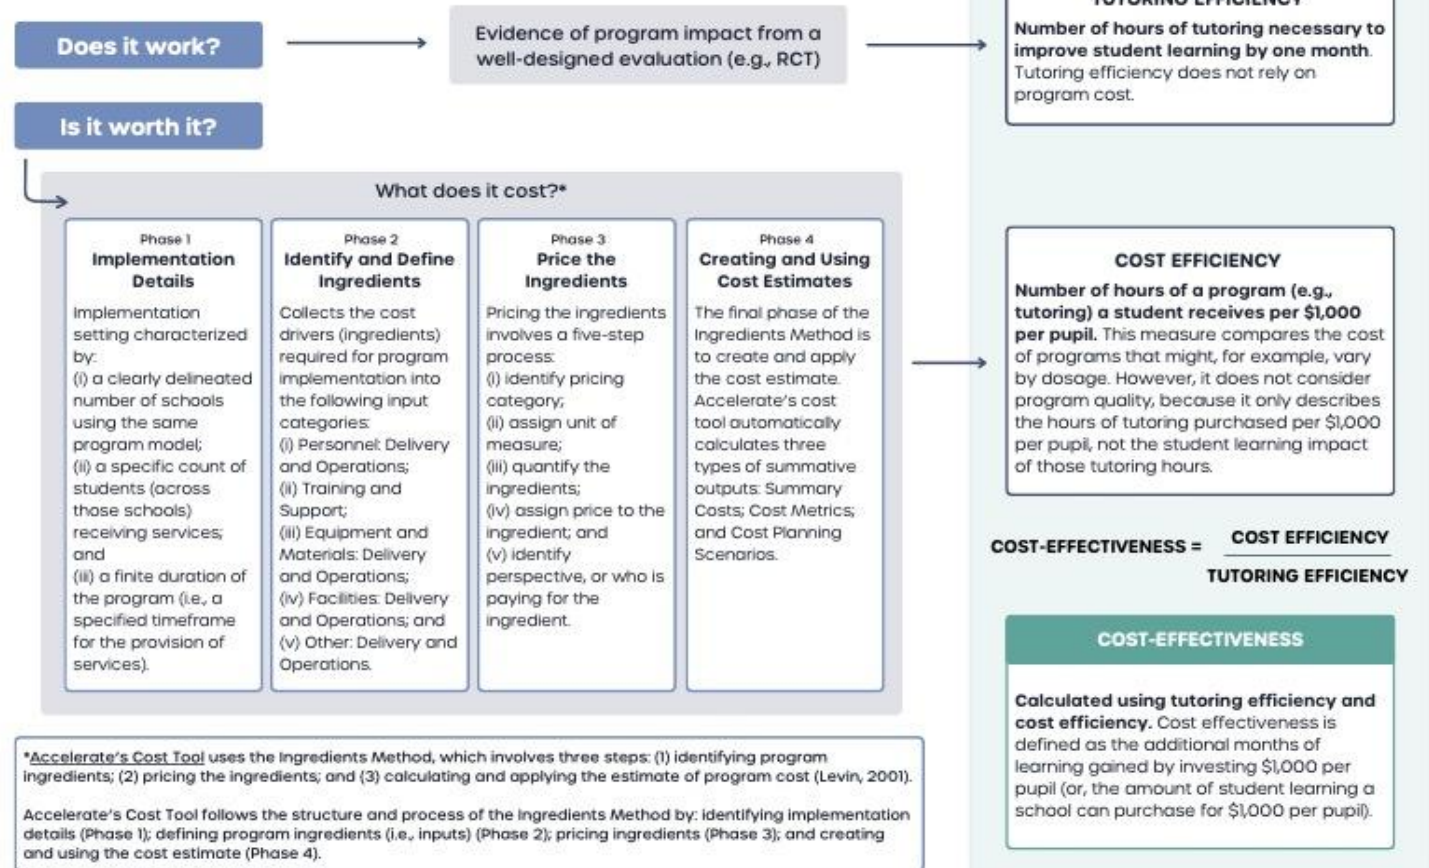 Does it work?
Evidence of program impact from a
well-designed evaluation (e.g., RCT)
TUTORING EFFICIENCY
Number of hours of tutoring necessary to
improve student learning by one month.
Tutoring efficiency does not rely on
program cost.
Is it worth it?
What does it cost?*
Phase 1
Implementation
Details
Implementation
setting characterized
by:
(i) a clearly delineated
number of schools
using the same
program model;
(ii) a specific count of
students (across
those schools)
receiving services;
and
(iii) a finite duration of
the program (i.e., a
specified timeframe
for the provision of
services).
Phase 2
Identify and Define
Ingredients
Collects the cost
drivers (ingredients)
required for program
implementation into
the following input
categories:
(i) Personnel: Delivery
and Operations;
(ii) Training and
Support;
(iii) Equipment and
Materials: Delivery
and Operations;
(iv) Facilities: Delivery
and Operations; and
(v) Other: Delivery and
Operations.
Phase 3
Price the
Ingredients
Pricing the ingredients
involves a five-step
process:
(i) identify pricing
category;
(ii) assign unit of
measure;
(iii) quantify the
ingredients;
(iv) assign price to the
ingredient; and
(v) identify
perspective, or who is
paying for the
ingredient.
Phase 4
Creating and Using
Cost Estimates
The final phase of the
Ingredients Method is
to create and apply
the cost estimate.
Accelerate's cost
tool automatically
calculates three
types of summative
outputs: Summary
Costs; Cost Metrics;
and Cost Planning
Scenarios.
COST EFFICIENCY
Number of hours of a program (e.g.,
tutoring) a student receives per $1,000
per pupil. This measure compares the cost
of programs that might, for example, vary
by dosage. However, it does not consider
program quality, because it only describes
the hours of tutoring purchased per $1,000
per pupil, not the student learning impact
of those tutoring hours.
COST-EFFECTIVENESS =
COST EFFICIENCY
TUTORING EFFICIENCY
COST-EFFECTIVENESS
Calculated using tutoring efficiency and
cost efficiency. Cost effectiveness is
defined as the additional months of
learning gained by investing $1,000 per
pupil (or, the amount of student learning a
school can purchase for $1,000 per pupil).
*Accelerate's Cost Tool uses the Ingredients Method, which involves three steps: (1) identifying program
ingredients; (2) pricing the ingredients; and (3) calculating and applying the estimate of program cost (Levin, 2001).
Accelerate's Cost Tool follows the structure and process of the Ingredients Method by: identifying implementation
details (Phase 1); defining program ingredients (i.e., inputs) (Phase 2); pricing ingredients (Phase 3); and creating
and using the cost estimate (Phase 4).